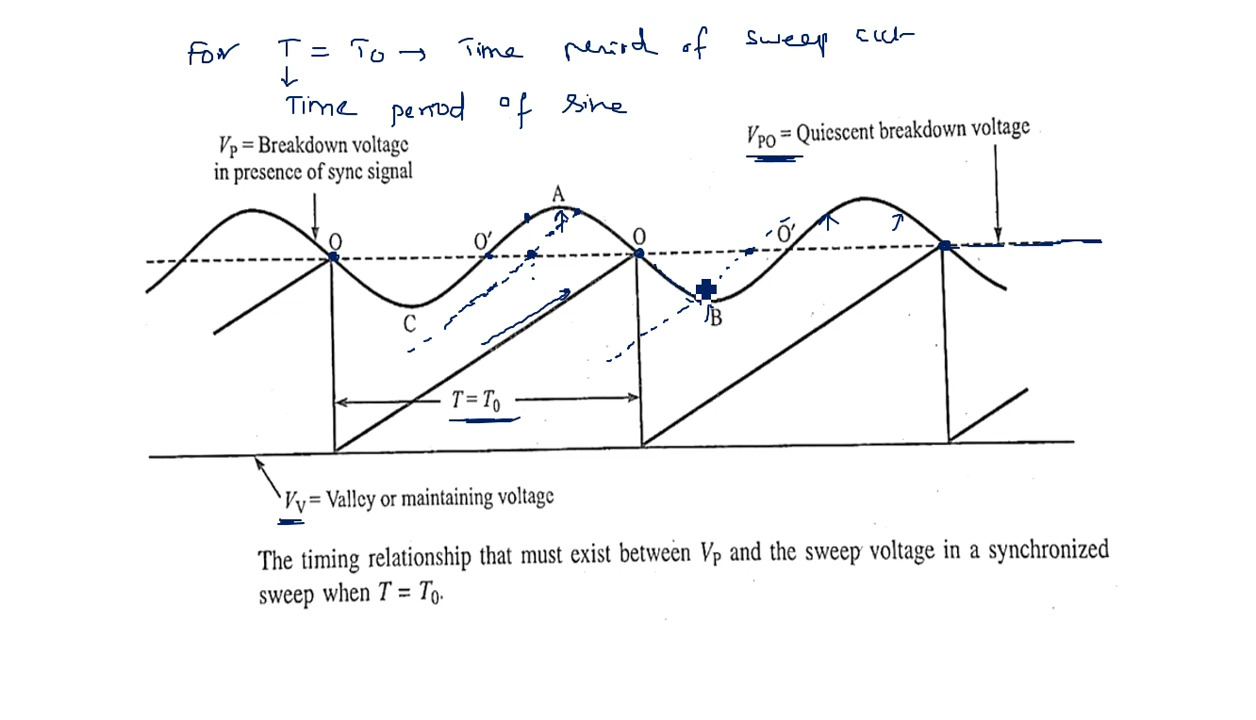 For T = T0 → Time period of sweep
↓
Time period of sine
VP = Breakdown voltage
in presence of sync signal
VPO = Quiescent breakdown voltage
A
O O' O O'
C B
T = T0
VV = Valley or maintaining voltage
The timing relationship that must exist between VP and the sweep voltage in a synchronized
sweep when T = T0.